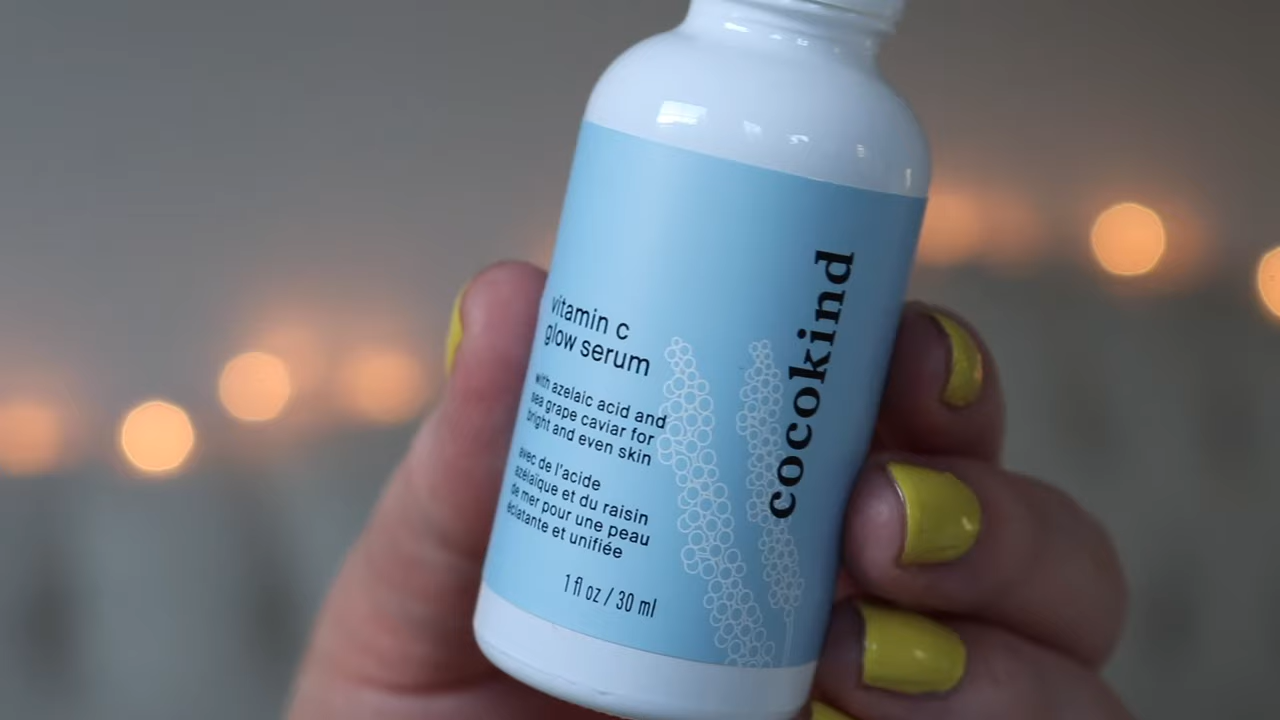 vitamin c
glow serum
with azelaic acid and
sea grape caviar for
bright and even skin
avec de l'acide
azélaïque et du raisin
de mer pour une peau
éclatante et unifiée
1 fl oz / 30 ml
cocokind